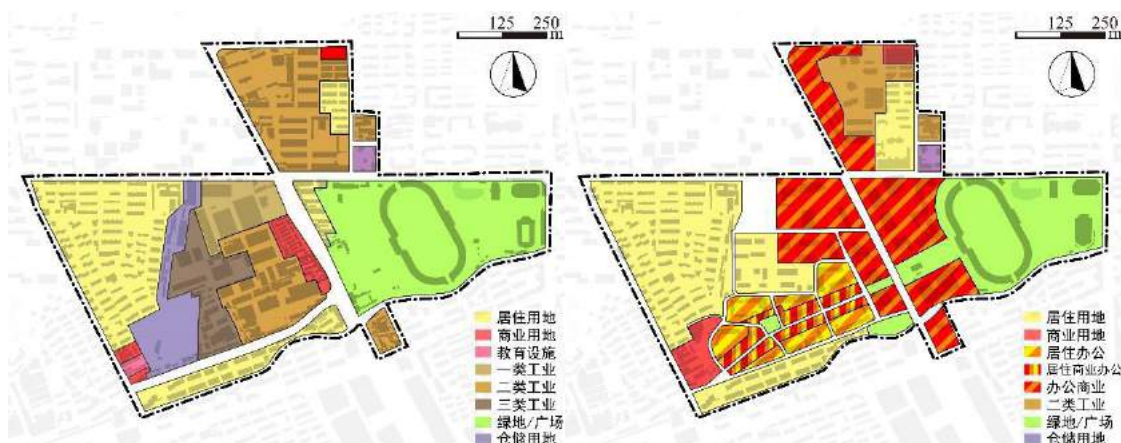 125 250
m
居住用地
商业用地
教育设施
一类工业
二类工业
三类工业
绿地/广场
仓储用地
125 250
m
居住用地
商业用地
居住办公
居住商业办公
办公商业
二类工业
绿地/广场
仓储用地